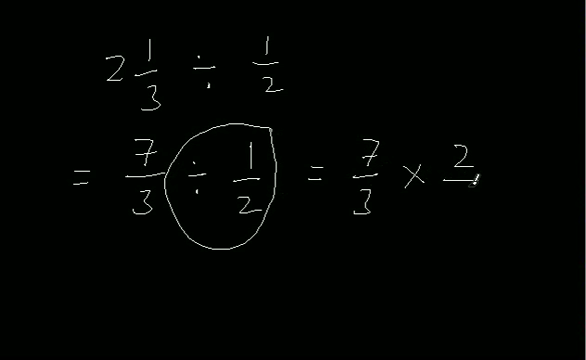 2 1/3 ÷ 1/2
= 7/3 ÷ 1/2 = 7/3 × 2/